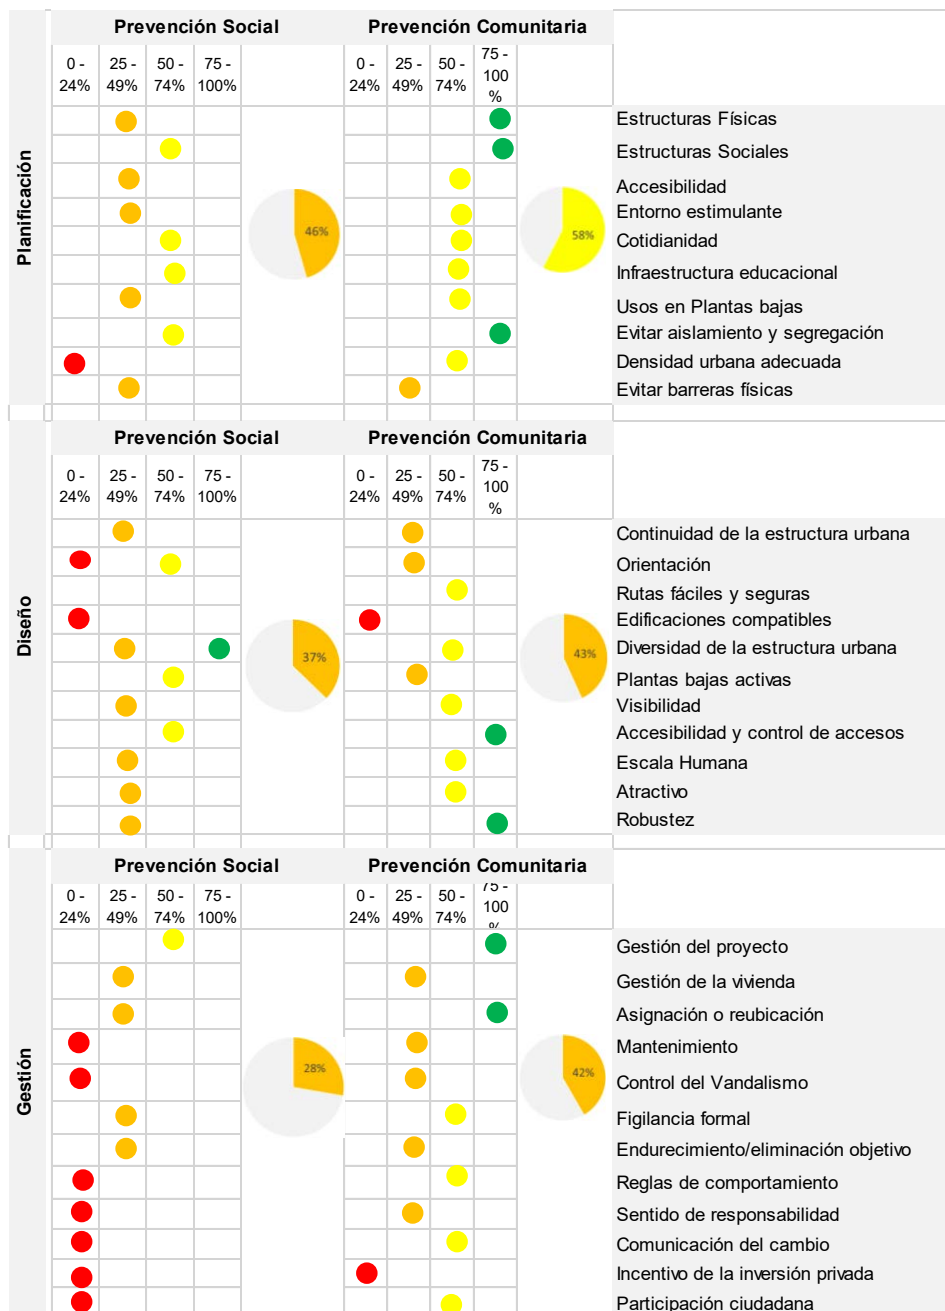 Prevención Social Prevención Comunitaria
0 - 25 - 50 - 75 - 0 - 25 - 50 - 75 -
24% 49% 74% 100% 24% 49% 74% 100
%
Planificación
Estructuras Físicas
Estructuras Sociales
Accesibilidad
Entorno estimulante
46% 58% Cotidianidad
Infraestructura educacional
Usos en Plantas bajas
Evitar aislamiento y segregación
Densidad urbana adecuada
Evitar barreras físicas
Prevención Social Prevención Comunitaria
0 - 25 - 50 - 75 - 0 - 25 - 50 - 75 -
24% 49% 74% 100% 24% 49% 74% 100
%
Diseño
Continuidad de la estructura urbana
Orientación
Rutas fáciles y seguras
Edificaciones compatibles
37% 43% Diversidad de la estructura urbana
Plantas bajas activas
Visibilidad
Accesibilidad y control de accesos
Escala Humana
Atractivo
Robustez
Prevención Social Prevención Comunitaria
0 - 25 - 50 - 75 - 0 - 25 - 50 - 75 -
24% 49% 74% 100% 24% 49% 74% 100
%
Gestión
Gestión del proyecto
Gestión de la vivienda
Asignación o reubicación
Mantenimiento
28% 42% Control del Vandalismo
Figilancia formal
Endurecimiento/eliminación objetivo
Reglas de comportamiento
Sentido de responsabilidad
Comunicación del cambio
Incentivo de la inversión privada
Participación ciudadana